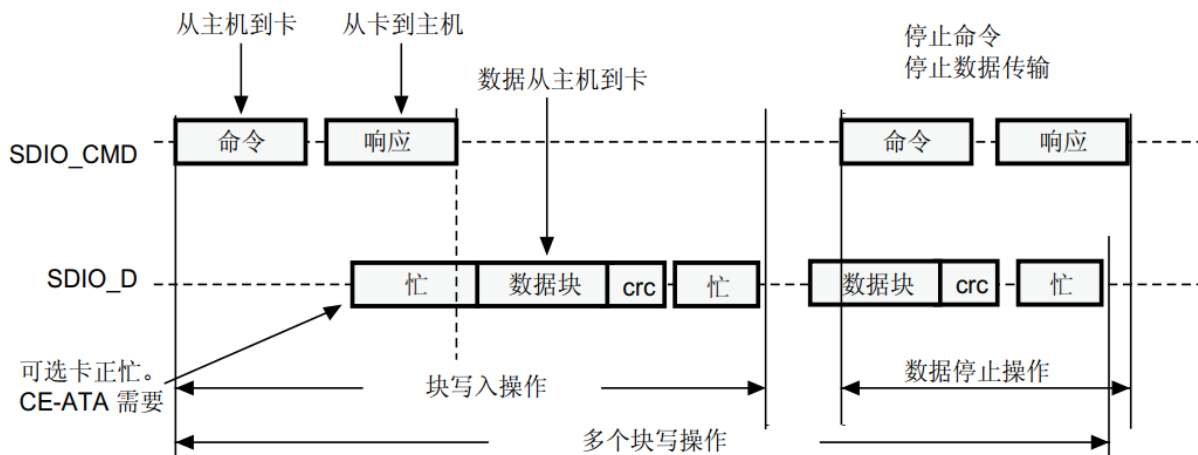 从主机到卡
从卡到主机
停止命令
停止数据传输
数据从主机到卡
SDIO_CMD
命令
响应
命令
响应
SDIO_D
忙
数据块
crc
忙
数据块
crc
忙
可选卡正忙。
CE-ATA 需要
块写入操作
数据停止操作
多个块写操作